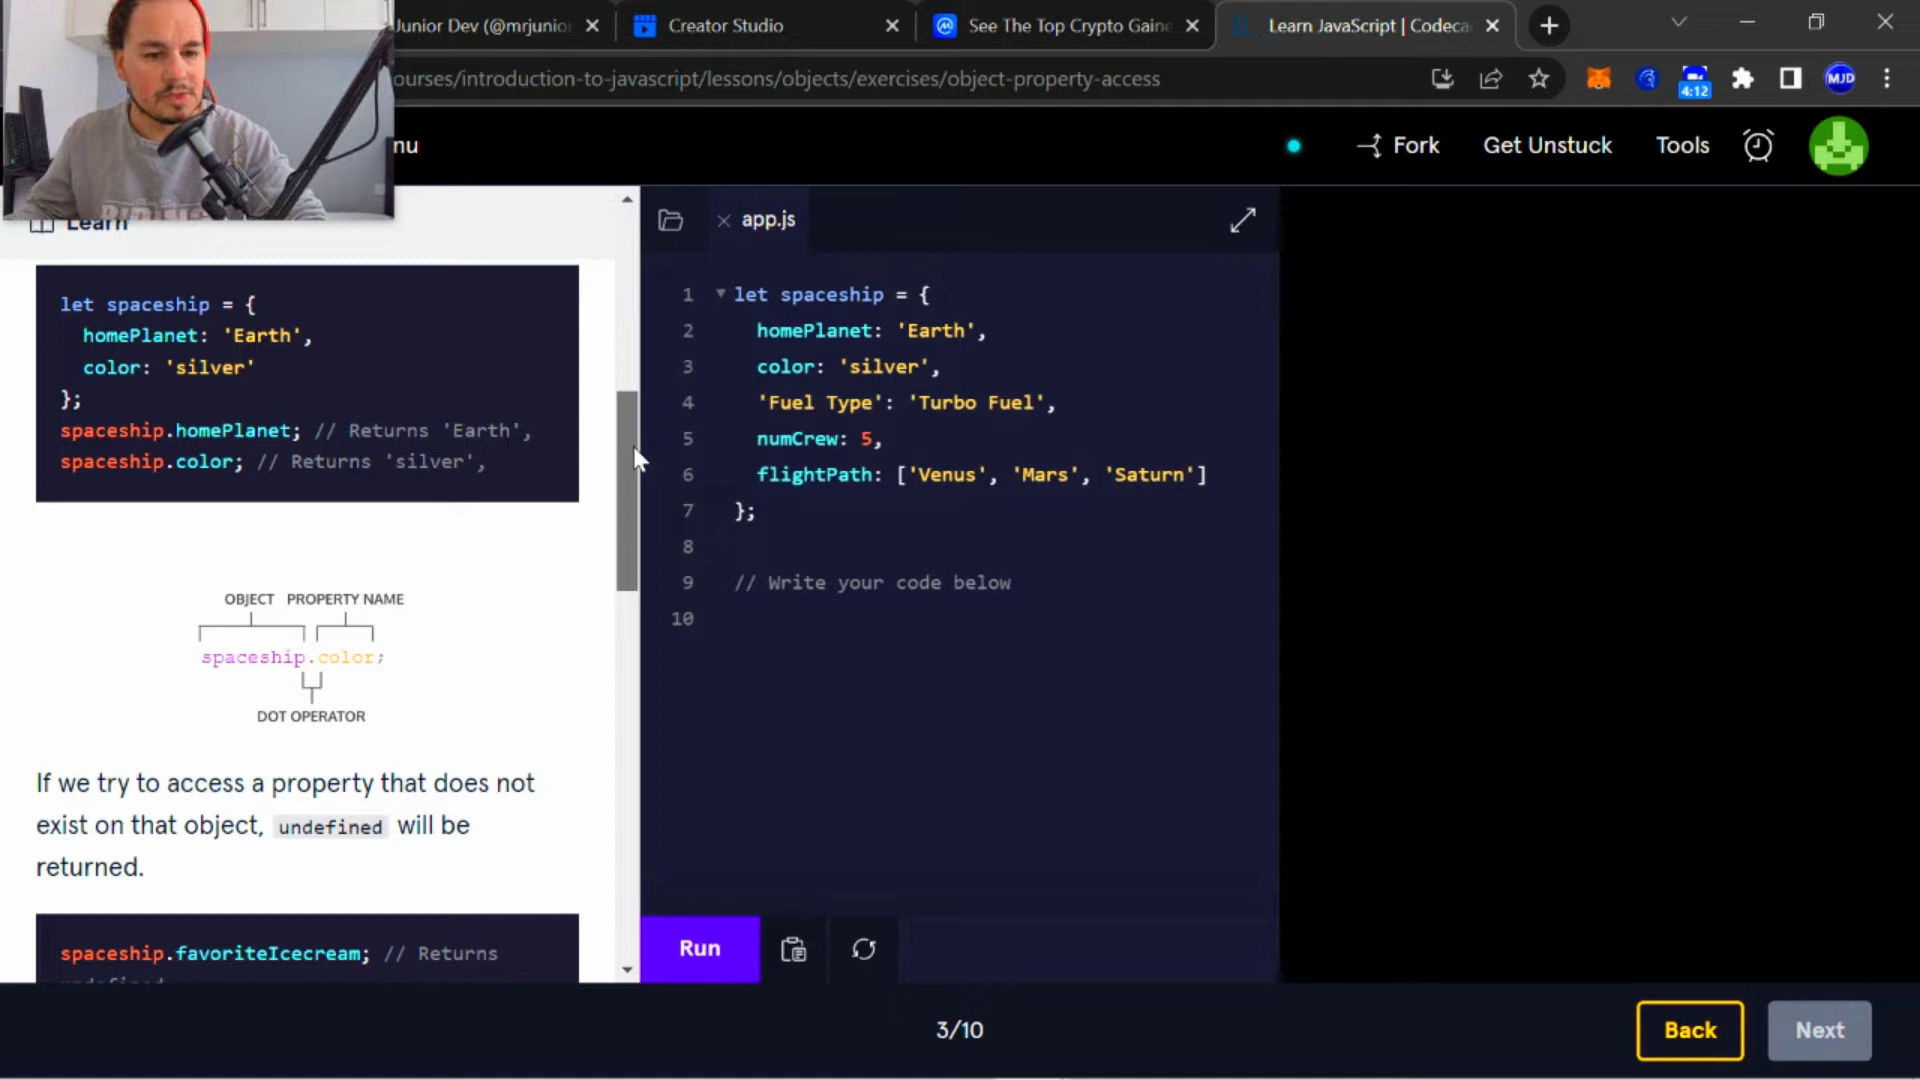 Junior Dev (@mrjunio
Creator Studio
See The Top Crypto Gaine
Learn JavaScript | Codeca
ourses/introduction-to-javascript/lessons/objects/exercises/object-property-access
4:12
MJD
nu
Fork
Get Unstuck
Tools
Learn
let spaceship = {
homePlanet: 'Earth',
color: 'silver'
};
spaceship.homePlanet; // Returns 'Earth',
spaceship.color; // Returns 'silver',
OBJECT PROPERTY NAME
spaceship.color;
DOT OPERATOR
If we try to access a property that does not
exist on that object, undefined will be
returned.
spaceship.favoriteIcecream; // Returns
undefined
app.js
1 let spaceship = {
2 homePlanet: 'Earth',
3 color: 'silver',
4 'Fuel Type': 'Turbo Fuel',
5 numCrew: 5,
6 flightPath: ['Venus', 'Mars', 'Saturn']
7 };
8
9 // Write your code below
10
Run
3/10
Back
Next